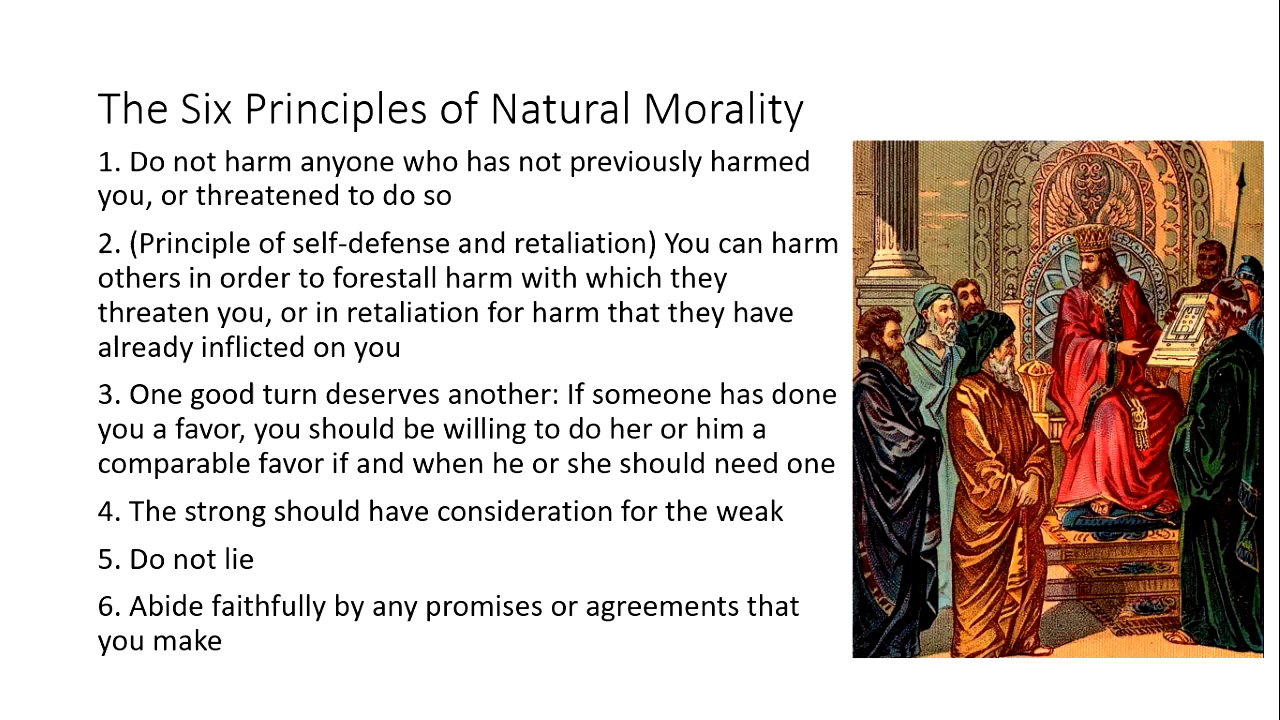 The Six Principles of Natural Morality
1. Do not harm anyone who has not previously harmed
you, or threatened to do so
2. (Principle of self-defense and retaliation) You can harm
others in order to forestall harm with which they
threaten you, or in retaliation for harm that they have
already inflicted on you
3. One good turn deserves another: If someone has done
you a favor, you should be willing to do her or him a
comparable favor if and when he or she should need one
4. The strong should have consideration for the weak
5. Do not lie
6. Abide faithfully by any promises or agreements that
you make